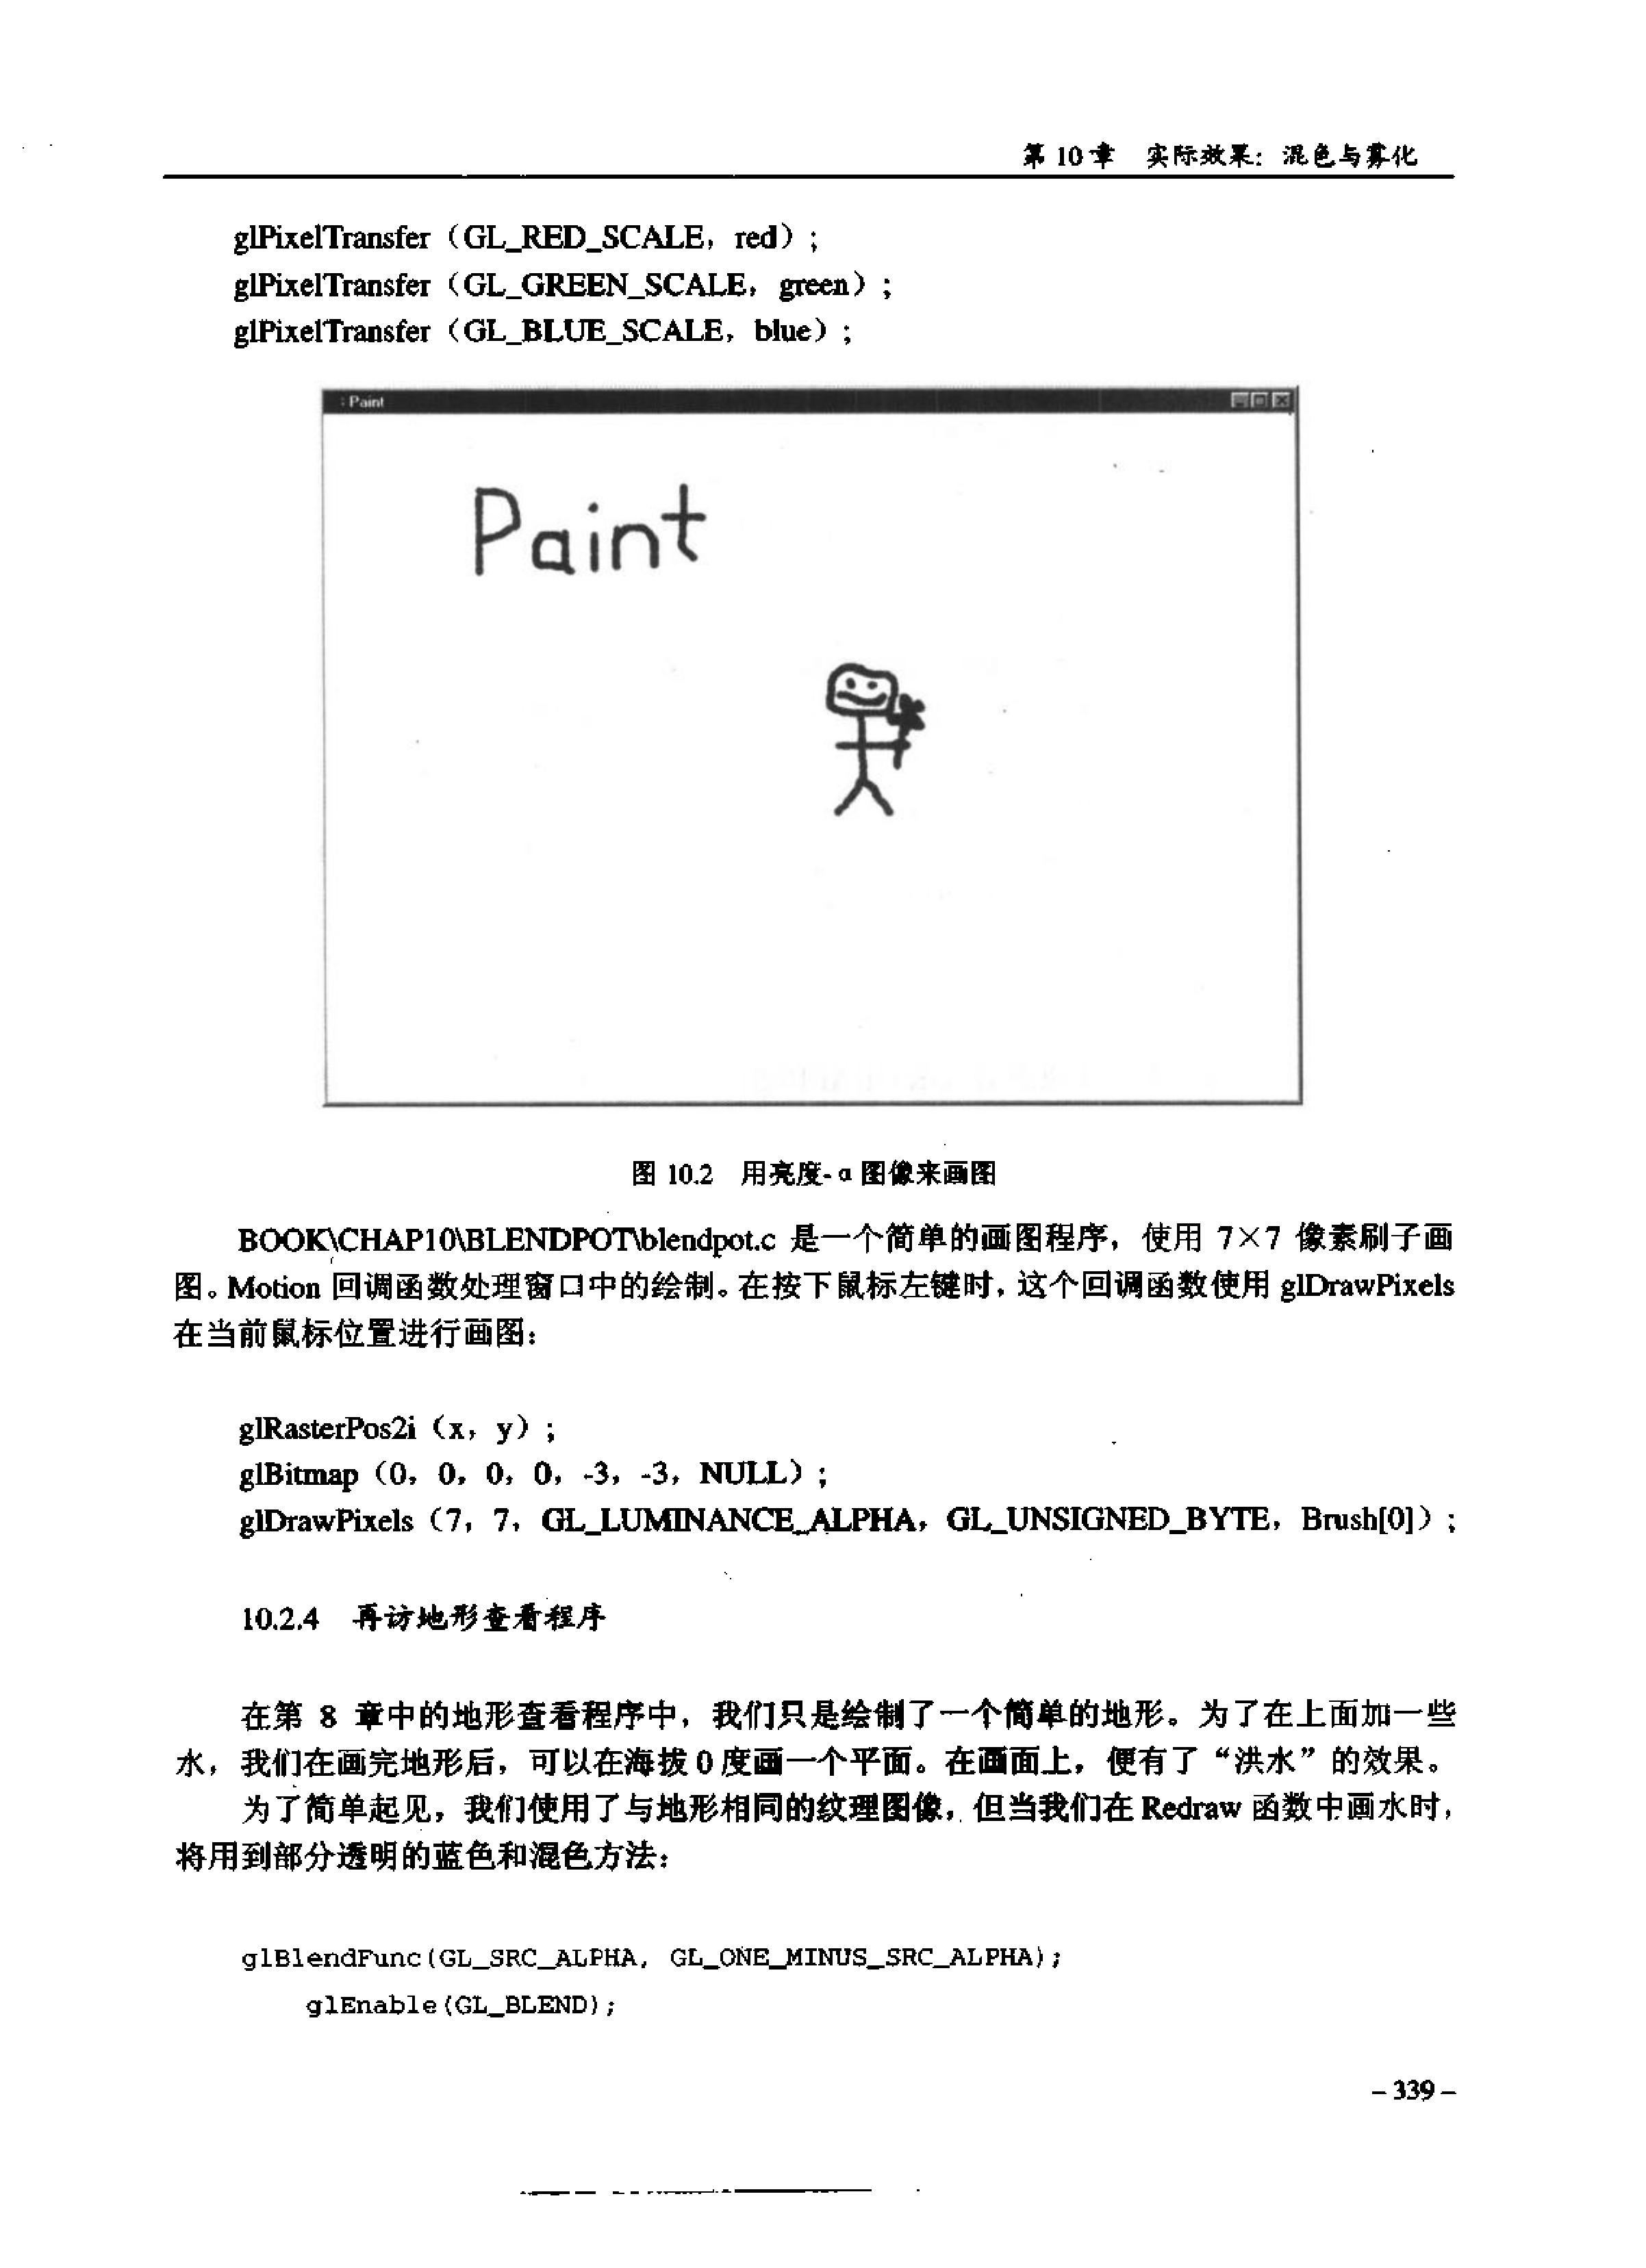 第 10 章 实际效果：混色与雾化
glPixelTransfer（GL_RED_SCALE，red）；
glPixelTransfer（GL_GREEN_SCALE，green）；
glPixelTransfer（GL_BLUE_SCALE，blue）；
Paint
Paint
图 10.2 用亮度-α图像来画图
BOOK\CHAP10\BLENDPOT\blendpot.c 是一个简单的画图程序，使用 7×7 像素刷子画
图。Motion 回调函数处理窗口中的绘制。在按下鼠标左键时，这个回调函数使用 glDrawPixels
在当前鼠标位置进行画图：
glRasterPos2i（x，y）；
glBitmap（0，0，0，0，-3，-3，NULL）；
glDrawPixels（7，7，GL_LUMINANCE_ALPHA，GL_UNSIGNED_BYTE，Brush[0]）；
10.2.4 再访地形查看程序
在第 8 章中的地形查看程序中，我们只是绘制了一个简单的地形。为了在上面加一些
水，我们在画完地形后，可以在海拔 0 度画一个平面。在画面上，便有了“洪水”的效果。
为了简单起见，我们使用了与地形相同的纹理图像，但当我们在 Redraw 函数中画水时，
将用到部分透明的蓝色和混色方法：
glBlendFunc(GL_SRC_ALPHA, GL_ONE_MINUS_SRC_ALPHA);
glEnable(GL_BLEND);
– 339 –